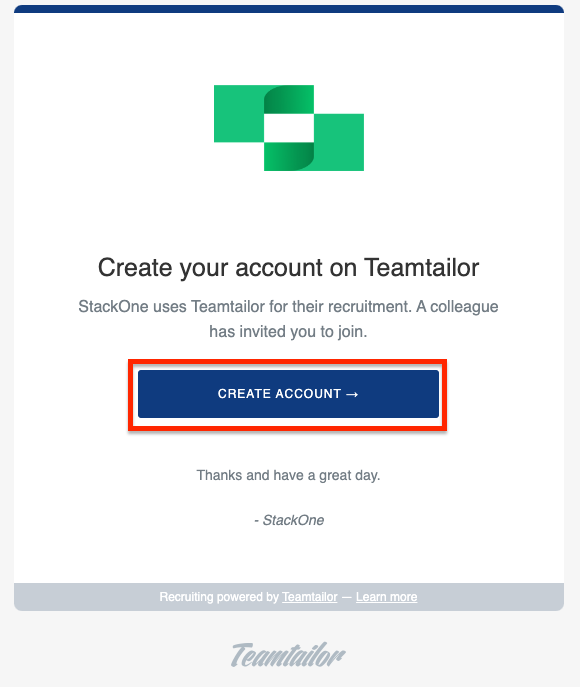 Create your account on Teamtailor
StackOne uses Teamtailor for their recruitment. A colleague
has invited you to join.
CREATE ACCOUNT →
Thanks and have a great day.
- StackOne
Recruiting powered by Teamtailor — Learn more
Teamtailor